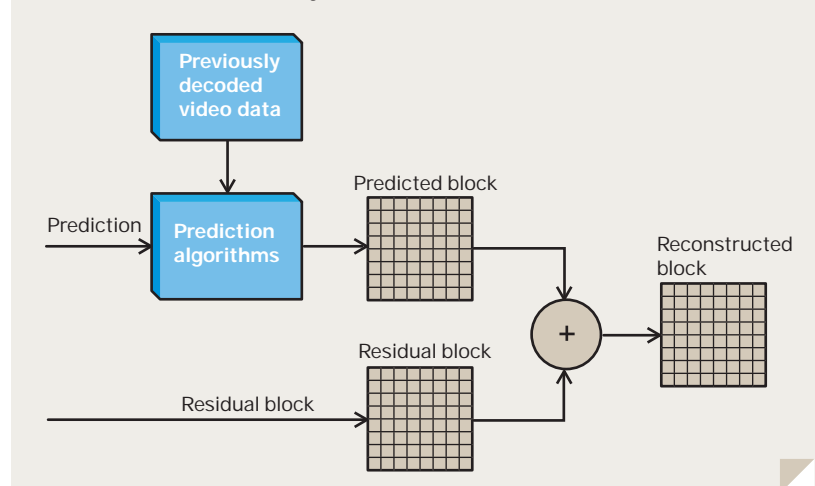 Previously
decoded
video data
Predicted block
Prediction
Prediction
algorithms
Reconstructed
block
+
Residual block
Residual block